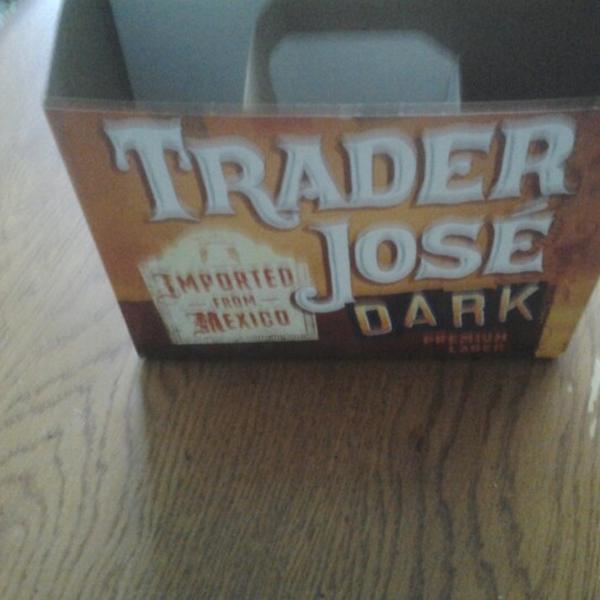 TRADER
JOSÉ
IMPORTED
FROM
MEXICO
DARK
PREMIUM
LAGER